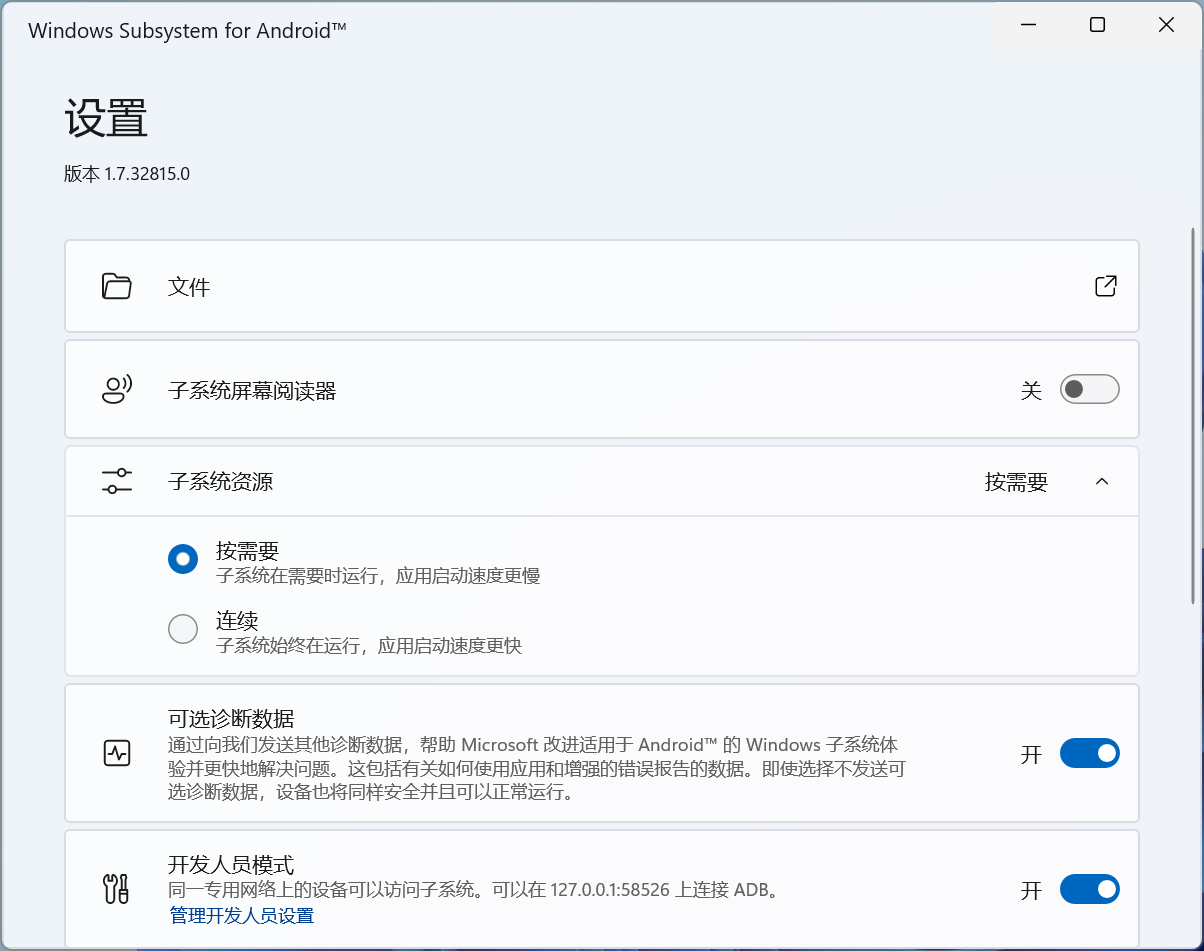 Windows Subsystem for Android™
设置
版本 1.7.32815.0
文件
子系统屏幕阅读器
关
子系统资源
按需要
按需要
子系统在需要时运行，应用启动速度更慢
连续
子系统始终在运行，应用启动速度更快
可选诊断数据
通过向我们发送其他诊断数据，帮助 Microsoft 改进适用于 Android™ 的 Windows 子系统体
验并更快地解决问题。这包括有关如何使用应用和增强的错误报告的数据。即使选择不发送可
选诊断数据，设备也将同样安全并且可以正常运行。
开
开发人员模式
同一专用网络上的设备可以访问子系统。可以在 127.0.0.1:58526 上连接 ADB。
管理开发人员设置
开